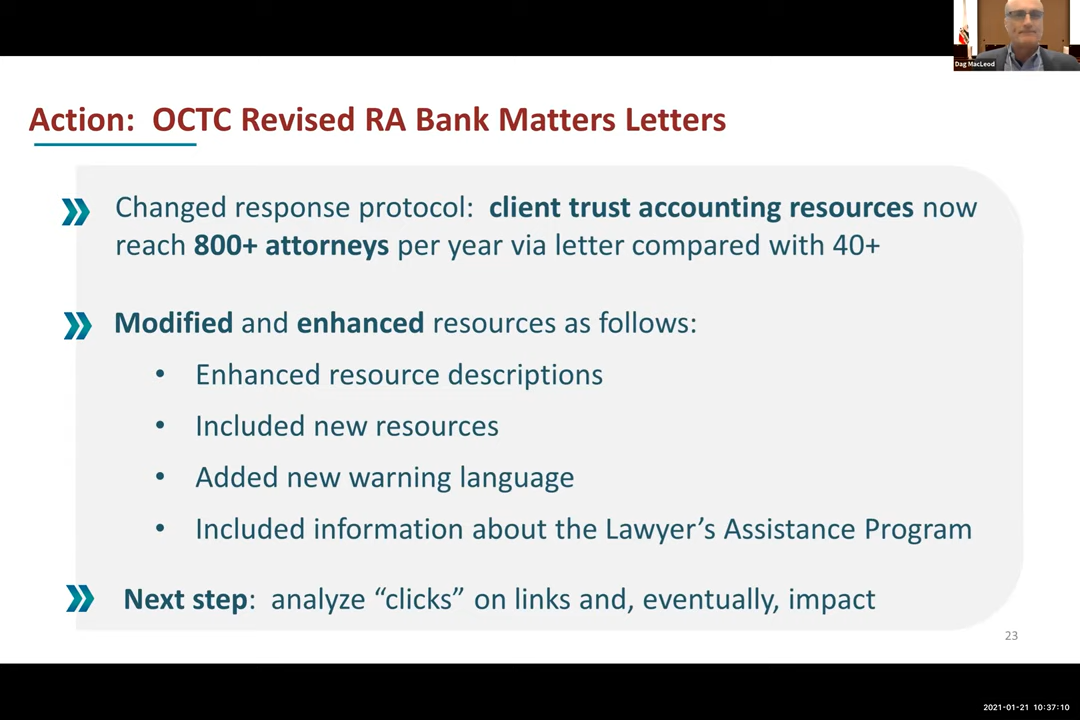 Dag MacLeod
Action:  OCTC Revised RA Bank Matters Letters
Changed response protocol:  client trust accounting resources now
reach 800+ attorneys per year via letter compared with 40+
Modified and enhanced resources as follows:
• Enhanced resource descriptions
• Included new resources
• Added new warning language
• Included information about the Lawyer’s Assistance Program
Next step:  analyze “clicks” on links and, eventually, impact
23
2021-01-21 10:37:10